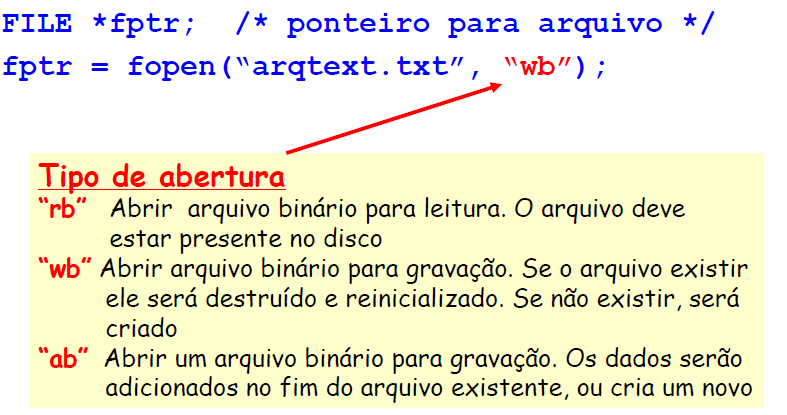 FILE *fptr;  /* ponteiro para arquivo */
fptr = fopen(“arqtext.txt”, “wb”);
Tipo de abertura
“rb” Abrir arquivo binário para leitura. O arquivo deve
estar presente no disco
“wb” Abrir arquivo binário para gravação. Se o arquivo existir
ele será destruído e reinicializado. Se não existir, será
criado
“ab” Abrir um arquivo binário para gravação. Os dados serão
adicionados no fim do arquivo existente, ou cria um novo